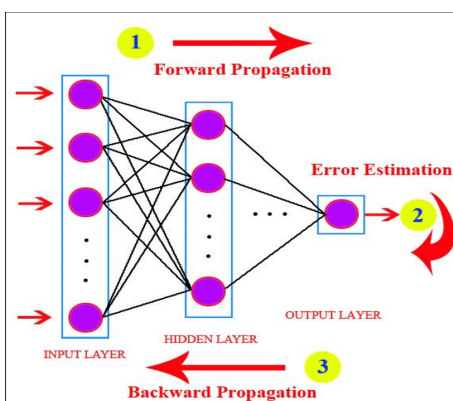 1
Forward Propagation
Error Estimation
2
INPUT LAYER
HIDDEN LAYER
OUTPUT LAYER
3
Backward Propagation